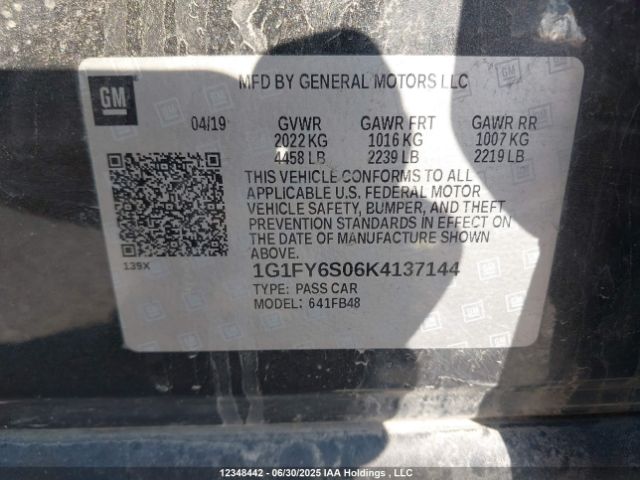 GM
MFD BY GENERAL MOTORS LLC
04/19 GVWR GAWR FRT GAWR RR
2022 KG 1016 KG 1007 KG
4458 LB 2239 LB 2219 LB
THIS VEHICLE CONFORMS TO ALL
APPLICABLE U.S. FEDERAL MOTOR
VEHICLE SAFETY, BUMPER, AND THEFT
PREVENTION STANDARDS IN EFFECT ON
THE DATE OF MANUFACTURE SHOWN
ABOVE.
139X
1G1FY6S06K4137144
TYPE: PASS CAR
MODEL: 641FB48
12348442 - 06/30/2025 IAA Holdings , LLC